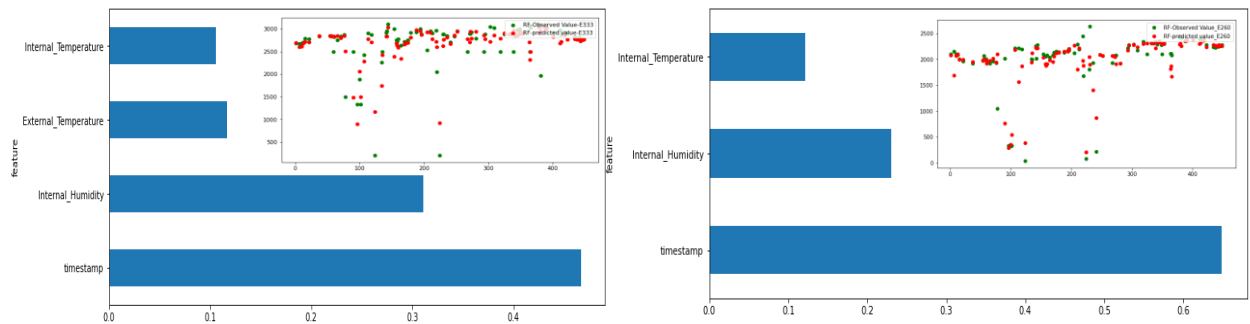 Internal_Temperature
External_Temperature
Internal_Humidity
timestamp
feature
0.0 0.1 0.2 0.3 0.4
RF-Observed Value-E333
RF-predicted value-E333
3000
2500
2000
1500
1000
500
0 100 200 300 400
Internal_Temperature
Internal_Humidity
timestamp
feature
0.0 0.1 0.2 0.3 0.4 0.5 0.6
RF-Observed Value_E260
RF-predicted value_E260
2500
2000
1500
1000
500
0
0 100 200 300 400